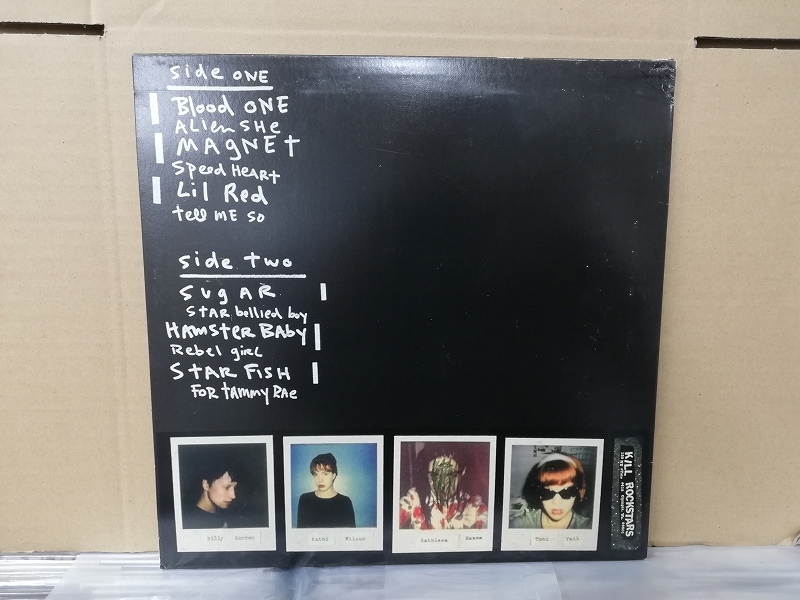 side ONE
Blood ONE
ALien SHe
MAgNEt
Speed HeARt
Lil Red
tell ME so
side two
SugAR
STAR bellied boy
HAMSteR BAby
Rebel giRL
StAR FiSH
FoR tAmmy RAe
Billy Karren
Kathi Wilcox
Kathleen Hanna
Tobi Vail
KILL ROCKSTARS